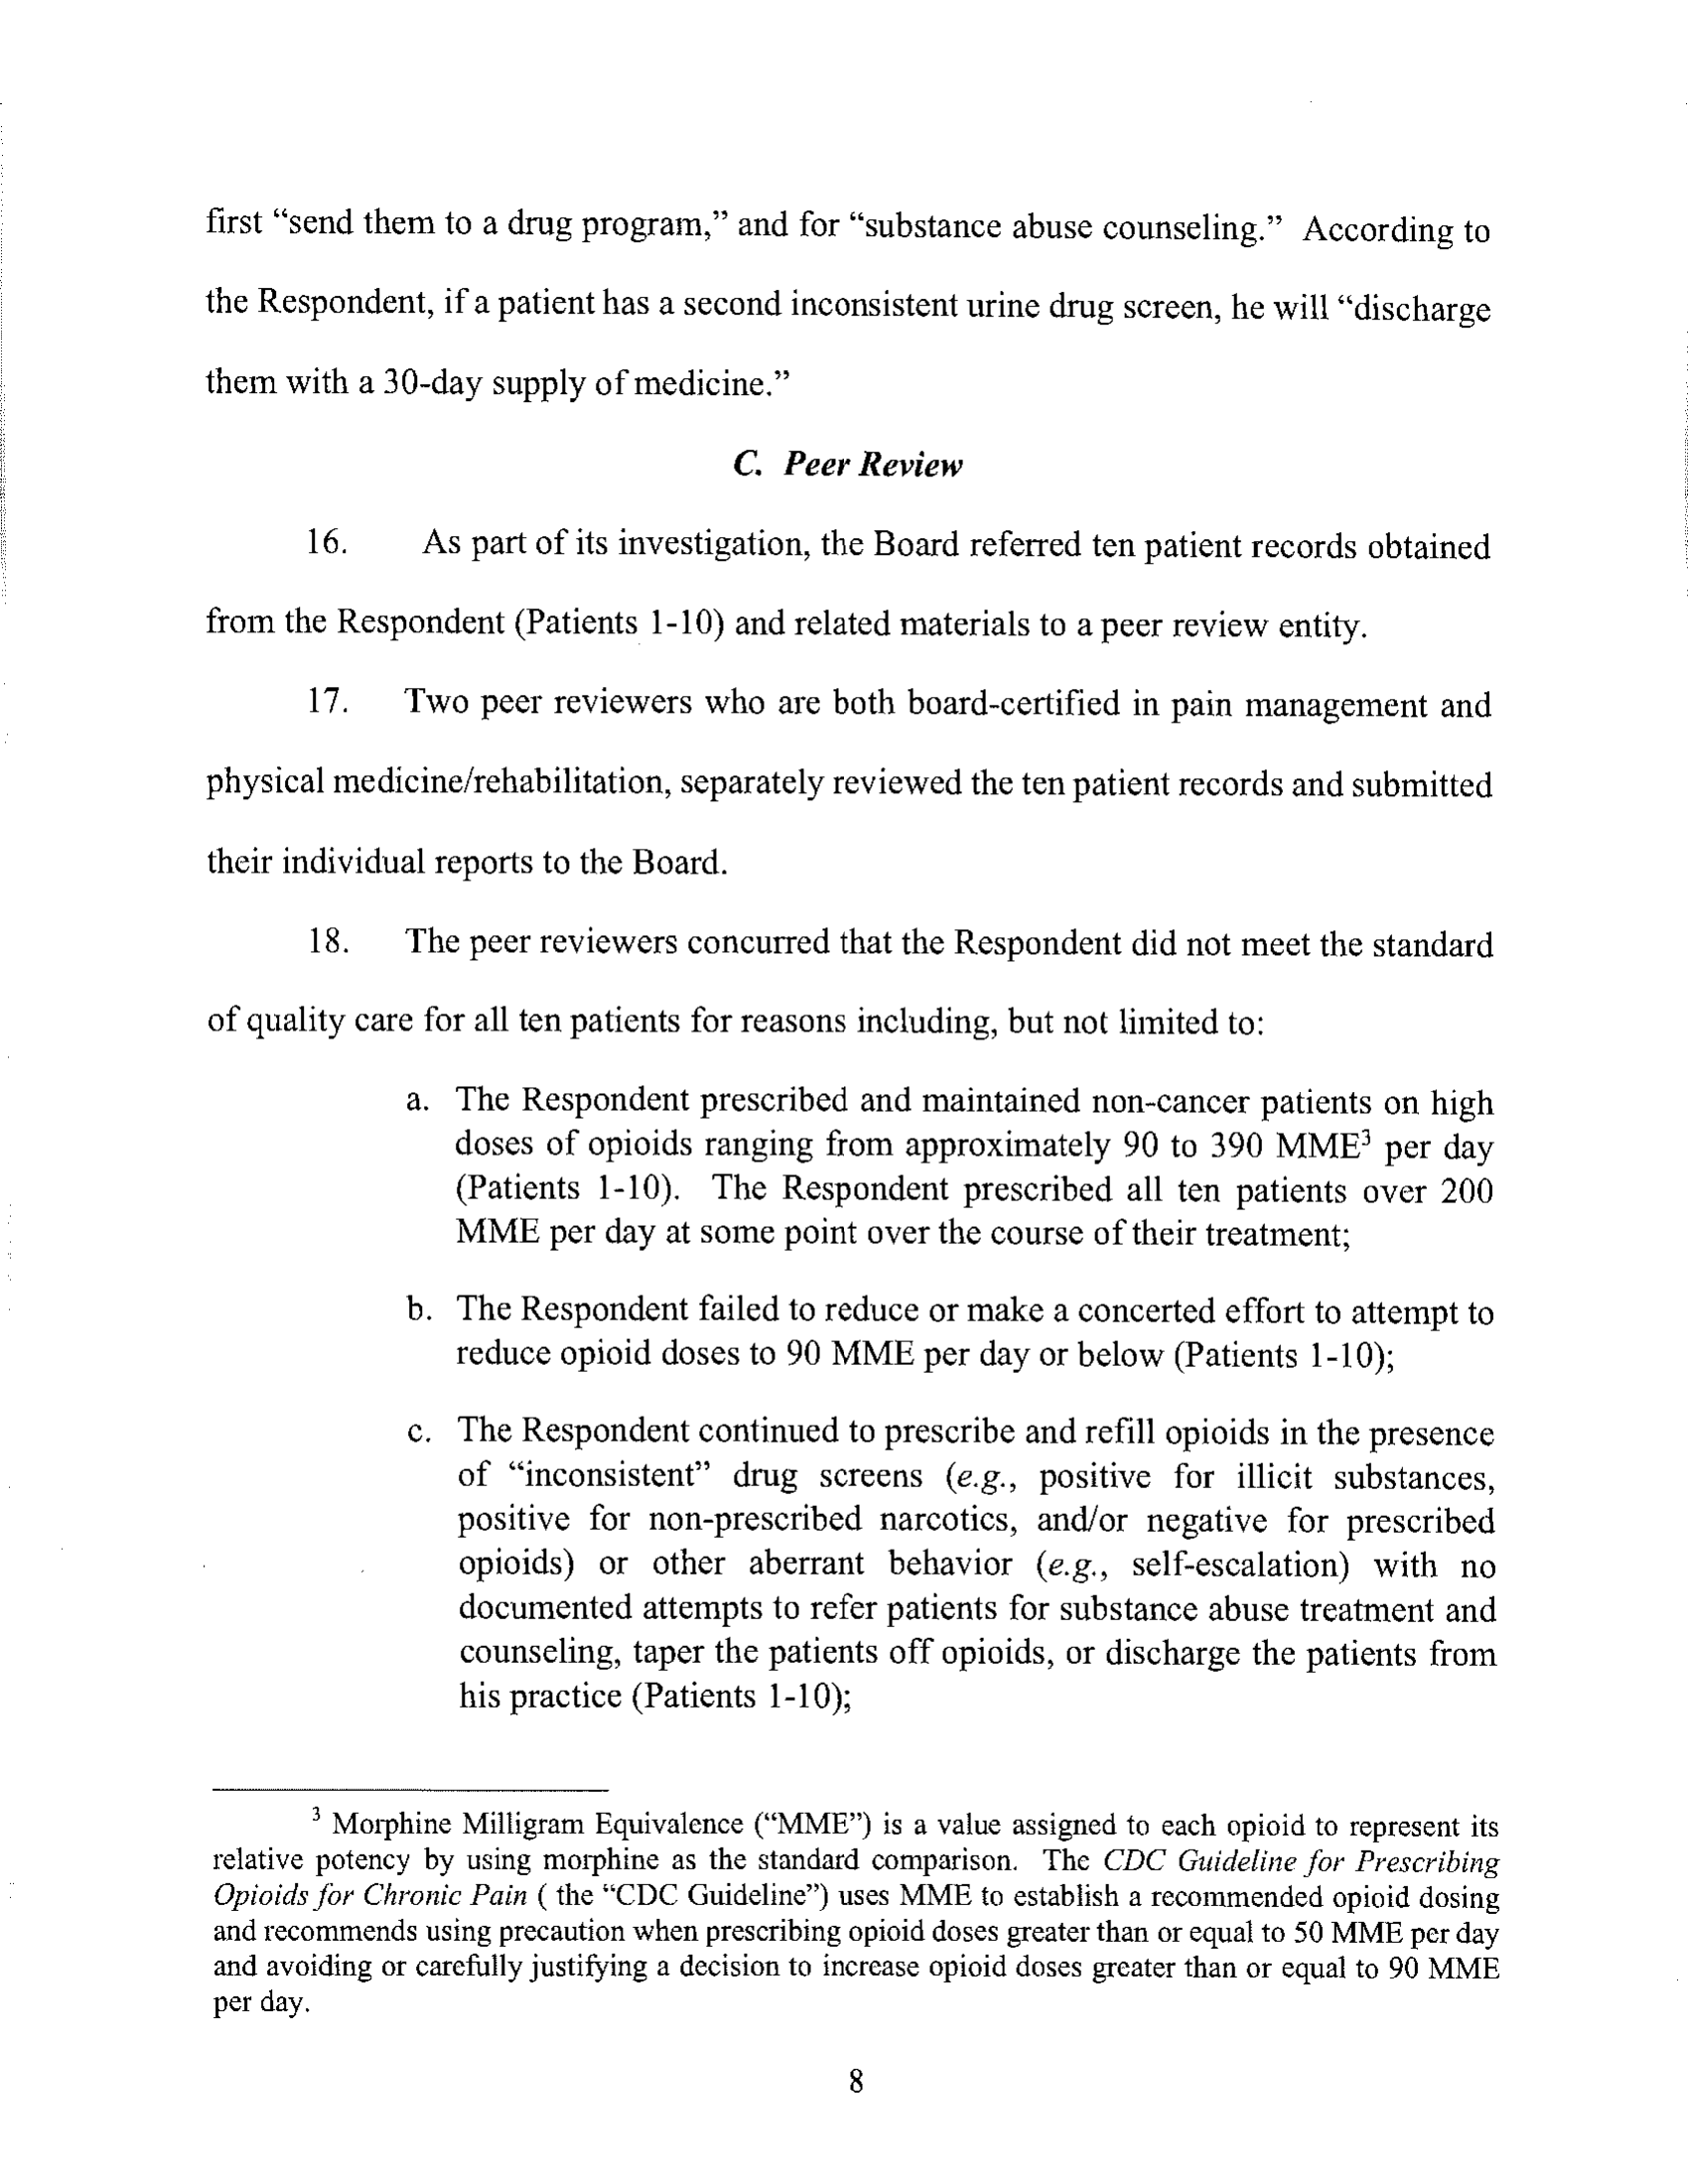 first “send them to a drug program,” and for “substance abuse counseling.” According to
the Respondent, if a patient has a second inconsistent urine drug screen, he will “discharge
them with a 30-day supply of medicine.”
C. Peer Review
16. As part of its investigation, the Board referred ten patient records obtained
from the Respondent (Patients 1-10) and related materials to a peer review entity.
17. Two peer reviewers who are both board-certified in pain management and
physical medicine/rehabilitation, separately reviewed the ten patient records and submitted
their individual reports to the Board.
18. The peer reviewers concurred that the Respondent did not meet the standard
of quality care for all ten patients for reasons including, but not limited to:
a. The Respondent prescribed and maintained non-cancer patients on high
doses of opioids ranging from approximately 90 to 390 MME³ per day
(Patients 1-10). The Respondent prescribed all ten patients over 200
MME per day at some point over the course of their treatment;
b. The Respondent failed to reduce or make a concerted effort to attempt to
reduce opioid doses to 90 MME per day or below (Patients 1-10);
c. The Respondent continued to prescribe and refill opioids in the presence
of “inconsistent” drug screens (e.g., positive for illicit substances,
positive for non-prescribed narcotics, and/or negative for prescribed
opioids) or other aberrant behavior (e.g., self-escalation) with no
documented attempts to refer patients for substance abuse treatment and
counseling, taper the patients off opioids, or discharge the patients from
his practice (Patients 1-10);
³ Morphine Milligram Equivalence (“MME”) is a value assigned to each opioid to represent its
relative potency by using morphine as the standard comparison. The CDC Guideline for Prescribing
Opioids for Chronic Pain ( the “CDC Guideline”) uses MME to establish a recommended opioid dosing
and recommends using precaution when prescribing opioid doses greater than or equal to 50 MME per day
and avoiding or carefully justifying a decision to increase opioid doses greater than or equal to 90 MME
per day.
8